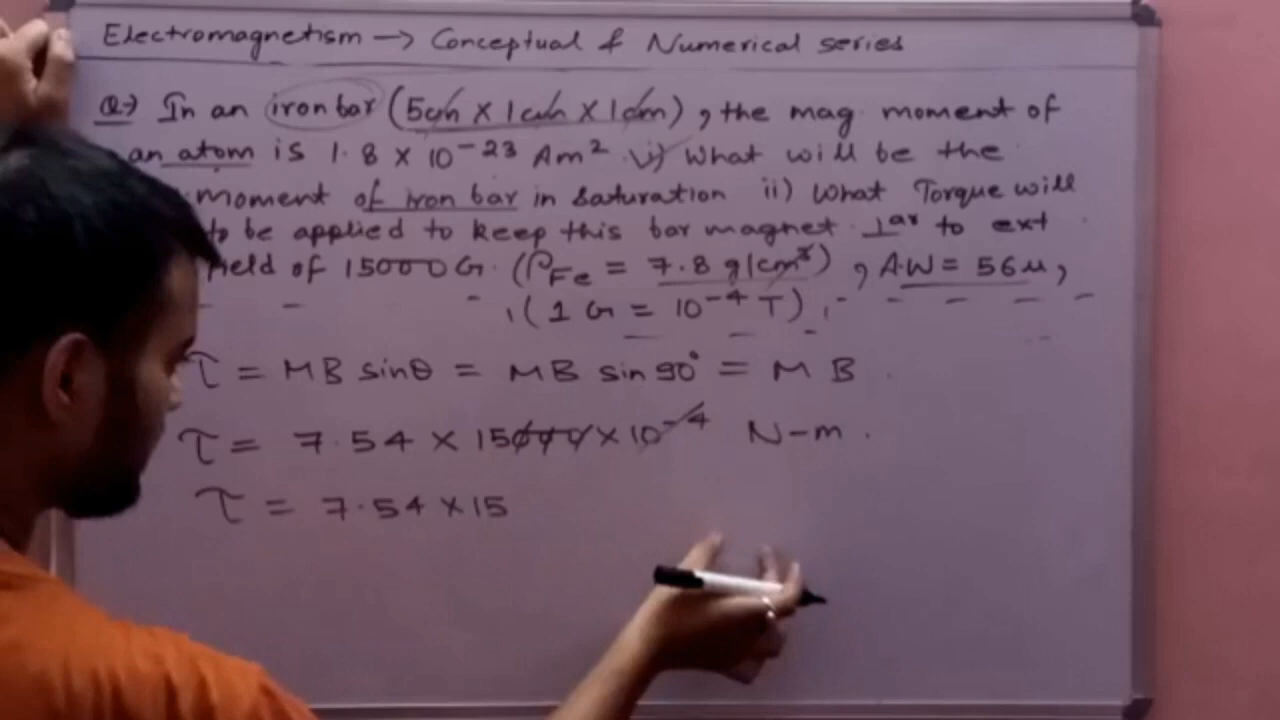 Electromagnetism → Conceptual & Numerical series
Q→ In an iron bar (5cm × 1cm × 1cm), the mag. moment of
an atom is 1.8 × 10⁻²³ Am² i) What will be the
moment of iron bar in saturation ii) What Torque will
to be applied to keep this bar magnet ⊥ar to ext
field of 15000 G. (ρFe = 7.8 g/cm³), A.W = 56u,
(1 G = 10⁻⁴ T)
τ = MB sinθ = MB sin 90° = M B
τ = 7.54 × 15000 × 10⁻⁴ N-m.
τ = 7.54 × 15